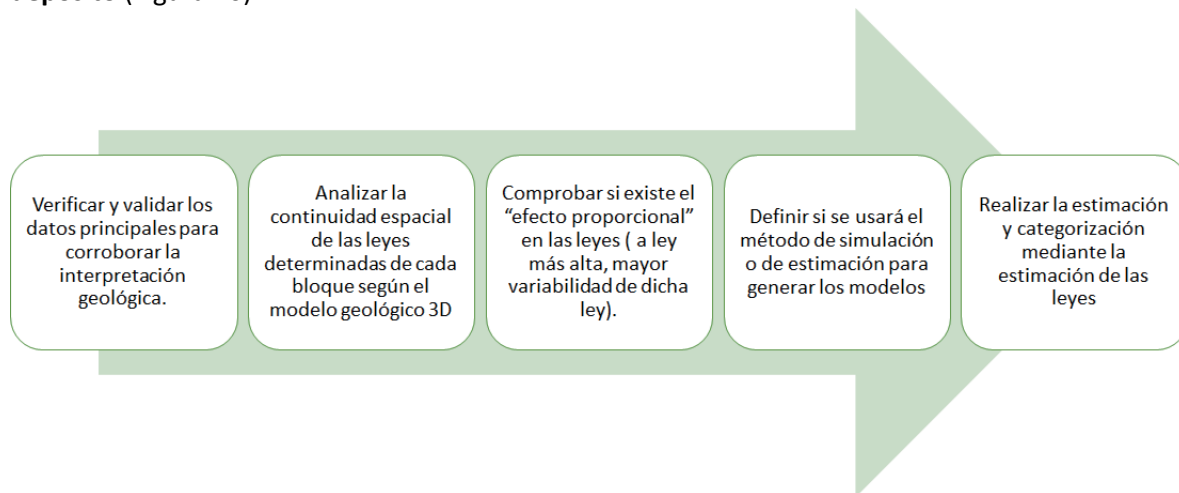 Verificar y validar los
datos principales para
corroborar la
interpretación
geológica.
Analizar la
continuidad espacial
de las leyes
determinadas de cada
bloque según el
modelo geológico 3D
Comprobar si existe el
“efecto proporcional”
en las leyes ( a ley
más alta, mayor
variabilidad de dicha
ley).
Definir si se usará el
método de simulación
o de estimación para
generar los modelos
Realizar la estimación
y categorización
mediante la
estimación de las
leyes